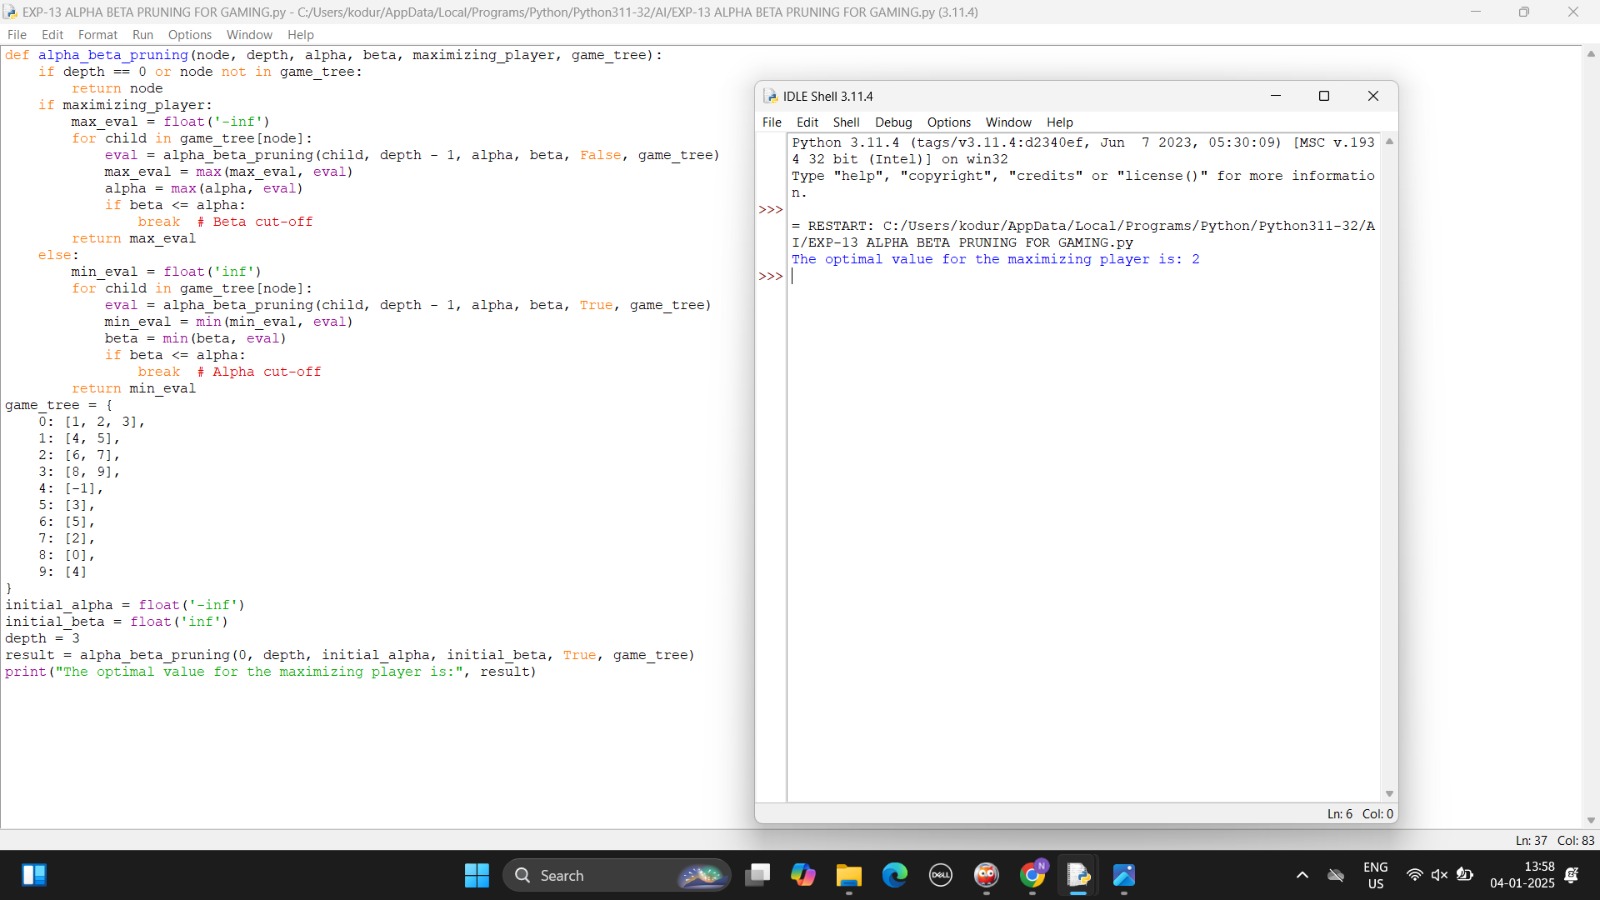 EXP-13 ALPHA BETA PRUNING FOR GAMING.py - C:/Users/kodur/AppData/Local/Programs/Python/Python311-32/AI/EXP-13 ALPHA BETA PRUNING FOR GAMING.py (3.11.4)
File Edit Format Run Options Window Help
def alpha_beta_pruning(node, depth, alpha, beta, maximizing_player, game_tree):
    if depth == 0 or node not in game_tree:
        return node
    if maximizing_player:
        max_eval = float('-inf')
        for child in game_tree[node]:
            eval = alpha_beta_pruning(child, depth - 1, alpha, beta, False, game_tree)
            max_eval = max(max_eval, eval)
            alpha = max(alpha, eval)
            if beta <= alpha:
                break  # Beta cut-off
        return max_eval
    else:
        min_eval = float('inf')
        for child in game_tree[node]:
            eval = alpha_beta_pruning(child, depth - 1, alpha, beta, True, game_tree)
            min_eval = min(min_eval, eval)
            beta = min(beta, eval)
            if beta <= alpha:
                break  # Alpha cut-off
        return min_eval
game_tree = {
    0: [1, 2, 3],
    1: [4, 5],
    2: [6, 7],
    3: [8, 9],
    4: [-1],
    5: [3],
    6: [5],
    7: [2],
    8: [0],
    9: [4]
}
initial_alpha = float('-inf')
initial_beta = float('inf')
depth = 3
result = alpha_beta_pruning(0, depth, initial_alpha, initial_beta, True, game_tree)
print("The optimal value for the maximizing player is:", result)
IDLE Shell 3.11.4
File Edit Shell Debug Options Window Help
Python 3.11.4 (tags/v3.11.4:d2340ef, Jun  7 2023, 05:30:09) [MSC v.193
4 32 bit (Intel)] on win32
Type "help", "copyright", "credits" or "license()" for more informatio
n.
>>>
= RESTART: C:/Users/kodur/AppData/Local/Programs/Python/Python311-32/A
I/EXP-13 ALPHA BETA PRUNING FOR GAMING.py
The optimal value for the maximizing player is: 2
>>>
Ln: 6 Col: 0
Ln: 37 Col: 83
Search
DELL
N
ENG
US
13:58
04-01-2025